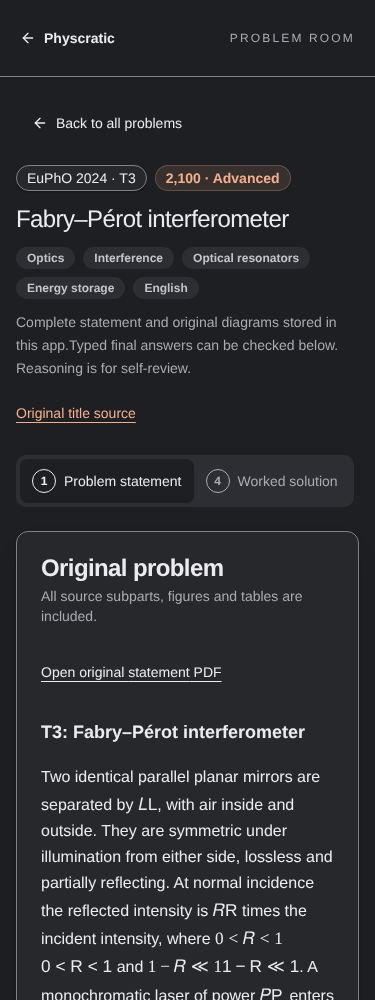 ← Physcratic PROBLEM ROOM
← Back to all problems
EuPhO 2024 · T3 2,100 · Advanced
Fabry–Pérot interferometer
Optics Interference Optical resonators
Energy storage English
Complete statement and original diagrams stored in
this app.Typed final answers can be checked below.
Reasoning is for self-review.
Original title source
1 Problem statement 4 Worked solution
Original problem
All source subparts, figures and tables are
included.
Open original statement PDF
T3: Fabry–Pérot interferometer
Two identical parallel planar mirrors are
separated by LL, with air inside and
outside. They are symmetric under
illumination from either side, lossless and
partially reflecting. At normal incidence
the reflected intensity is RR times the
incident intensity, where 0 < R < 1
0 < R < 1 and 1 − R ≪ 11 − R ≪ 1. A
monochromatic laser of power PP enters